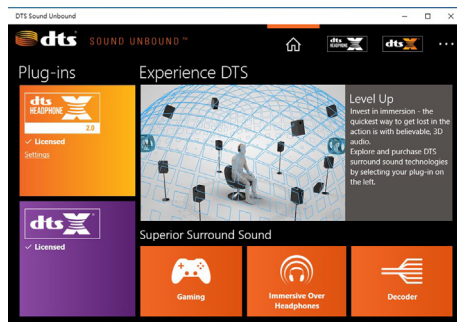 DTS Sound Unbound
dts SOUND UNBOUND™
dts HEADPHONE X
dts X
Plug-ins
Experience DTS
dts
HEADPHONE X
2.0
✓ Licensed
Settings
Level Up
Invest in immersion - the
quickest way to get lost in the
action is with believable, 3D
audio.
Explore and purchase DTS
surround sound technologies
by selecting your plug-in on
the left.
dts X
✓ Licensed
Superior Surround Sound
Gaming
Immersive Over
Headphones
Decoder